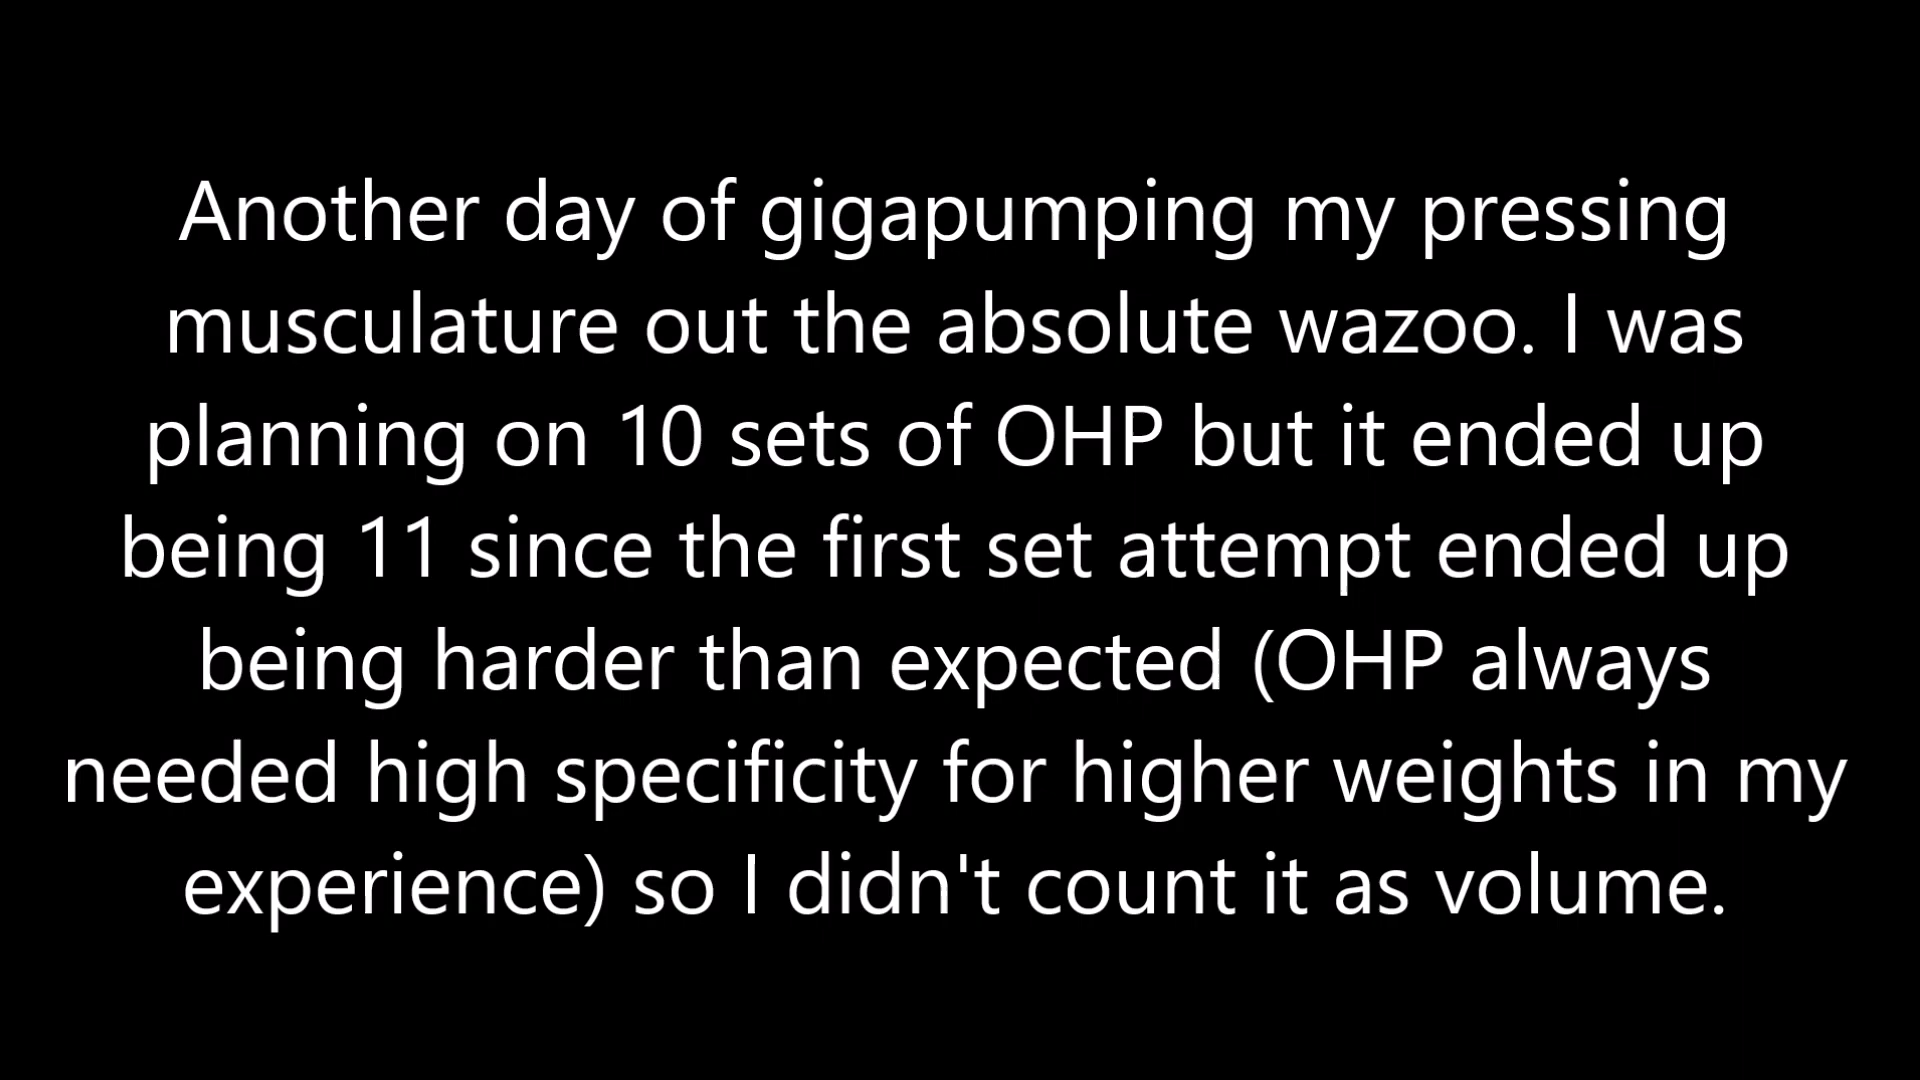 Another day of gigapumping my pressing
musculature out the absolute wazoo. I was
planning on 10 sets of OHP but it ended up
being 11 since the first set attempt ended up
being harder than expected (OHP always
needed high specificity for higher weights in my
experience) so I didn't count it as volume.